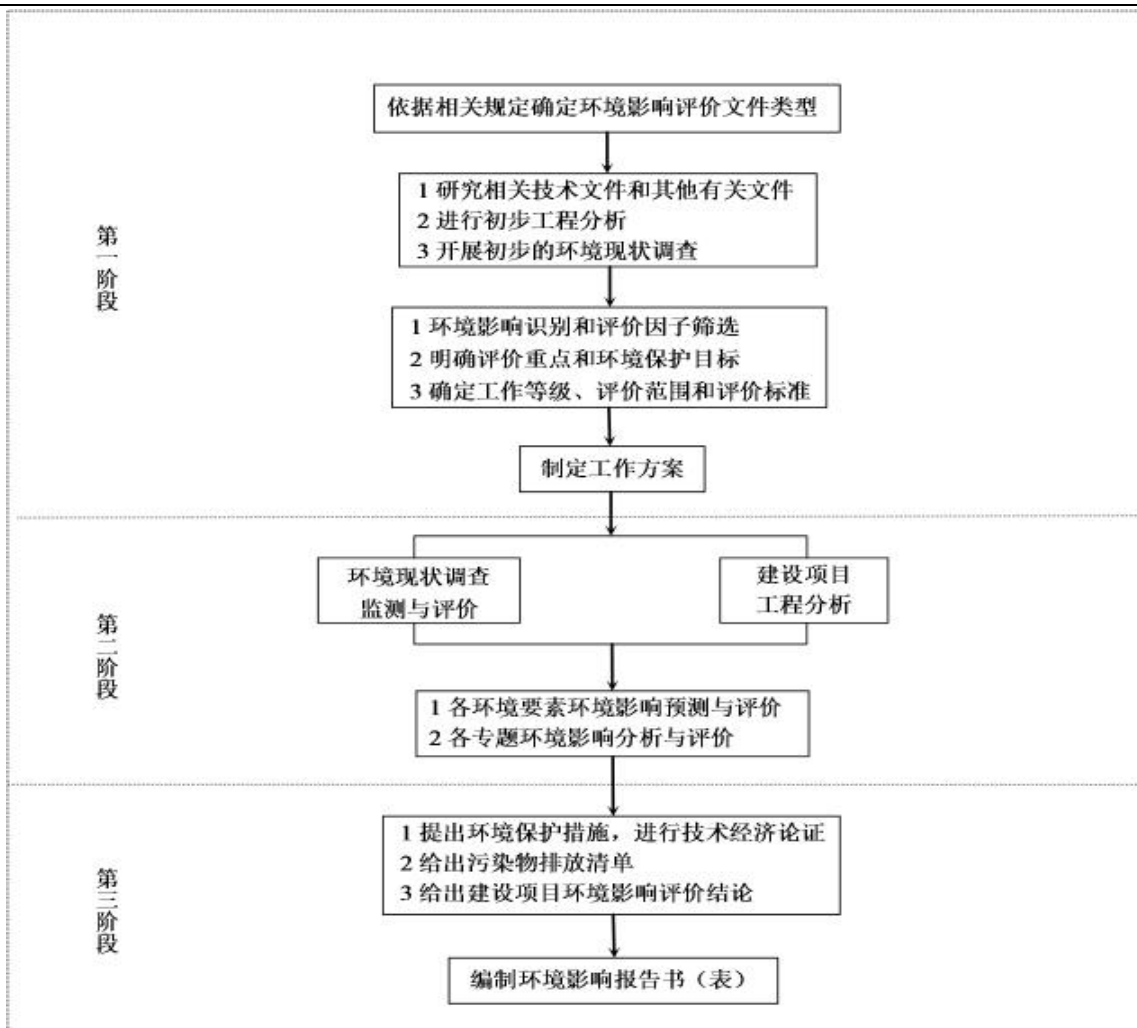 依据相关规定确定环境影响评价文件类型
1 研究相关技术文件和其他有关文件
2 进行初步工程分析
3 开展初步的环境现状调查
第一阶段
1 环境影响识别和评价因子筛选
2 明确评价重点和环境保护目标
3 确定工作等级、评价范围和评价标准
制定工作方案
环境现状调查
监测与评价
建设项目
工程分析
第二阶段
1 各环境要素环境影响预测与评价
2 各专题环境影响分析与评价
1 提出环境保护措施，进行技术经济论证
2 给出污染物排放清单
3 给出建设项目环境影响评价结论
第三阶段
编制环境影响报告书（表）